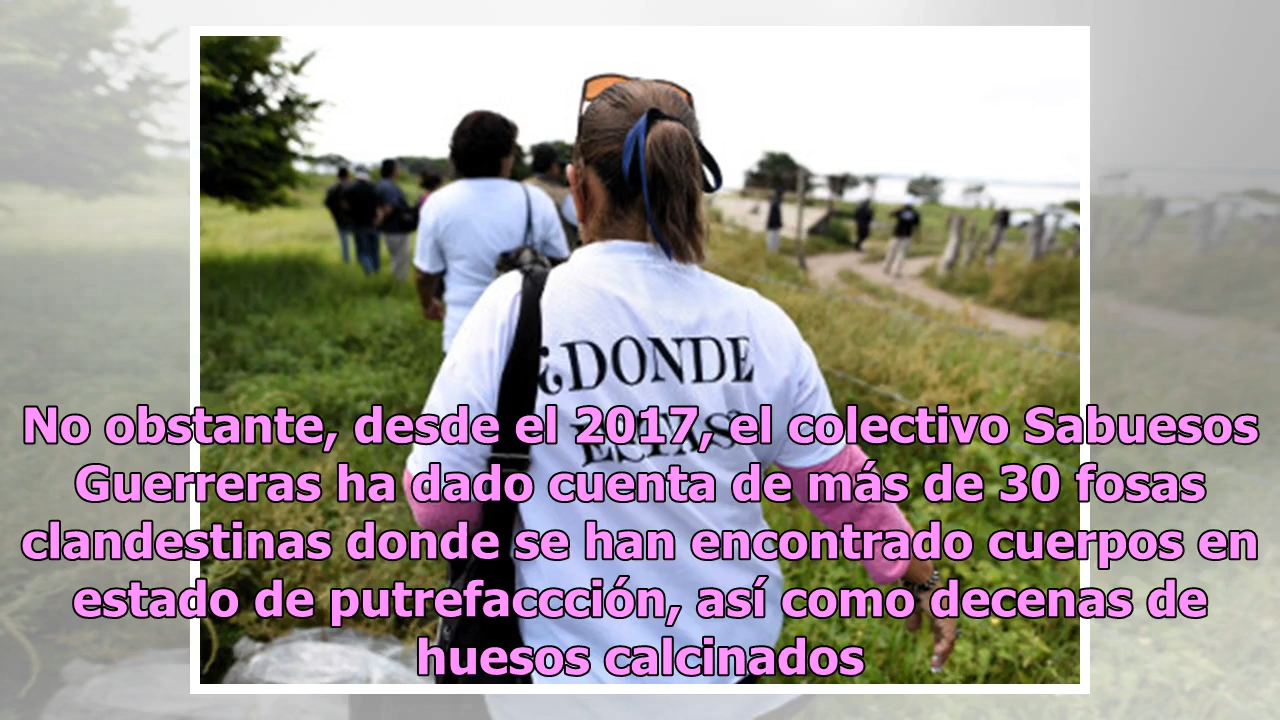 ¿DONDE
ESTAS
No obstante, desde el 2017, el colectivo Sabuesos
Guerreras ha dado cuenta de más de 30 fosas
clandestinas donde se han encontrado cuerpos en
estado de putrefaccción, así como decenas de
huesos calcinados